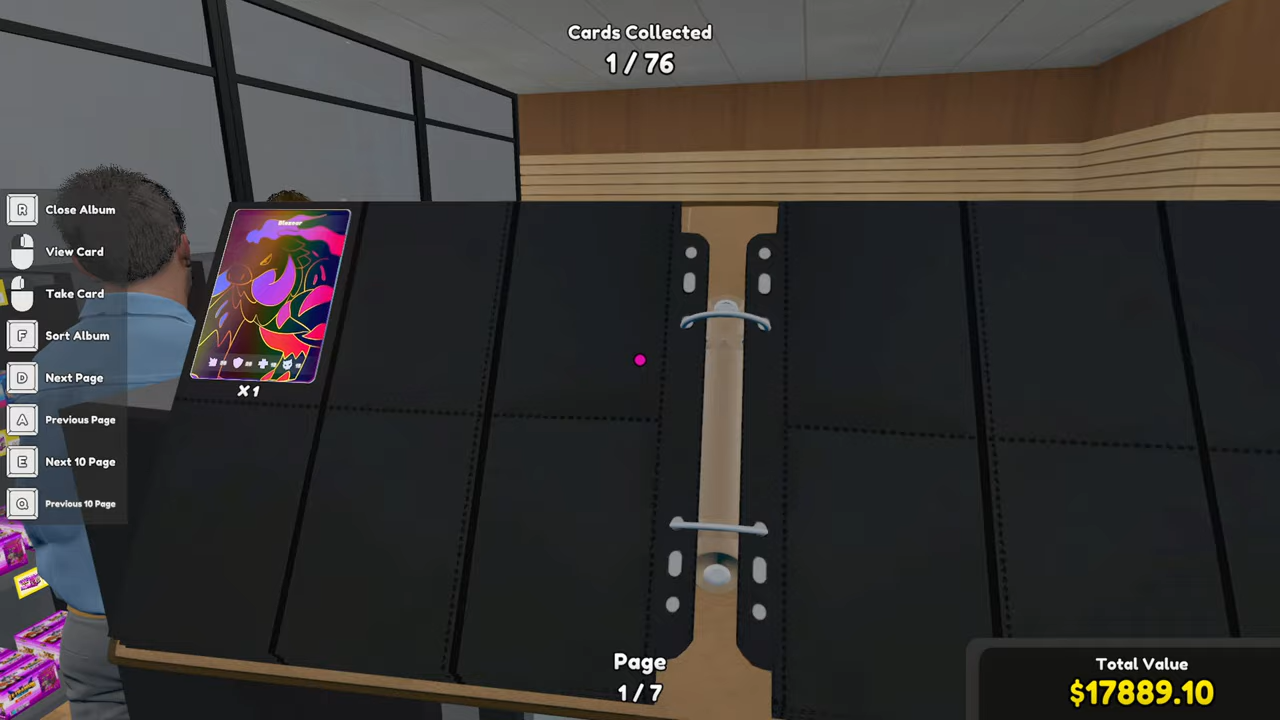 Cards Collected
1 / 76
R Close Album
View Card
Take Card
F Sort Album
D Next Page
A Previous Page
E Next 10 Page
Q Previous 10 Page
X1
Page
1 / 7
Total Value
$17889.10